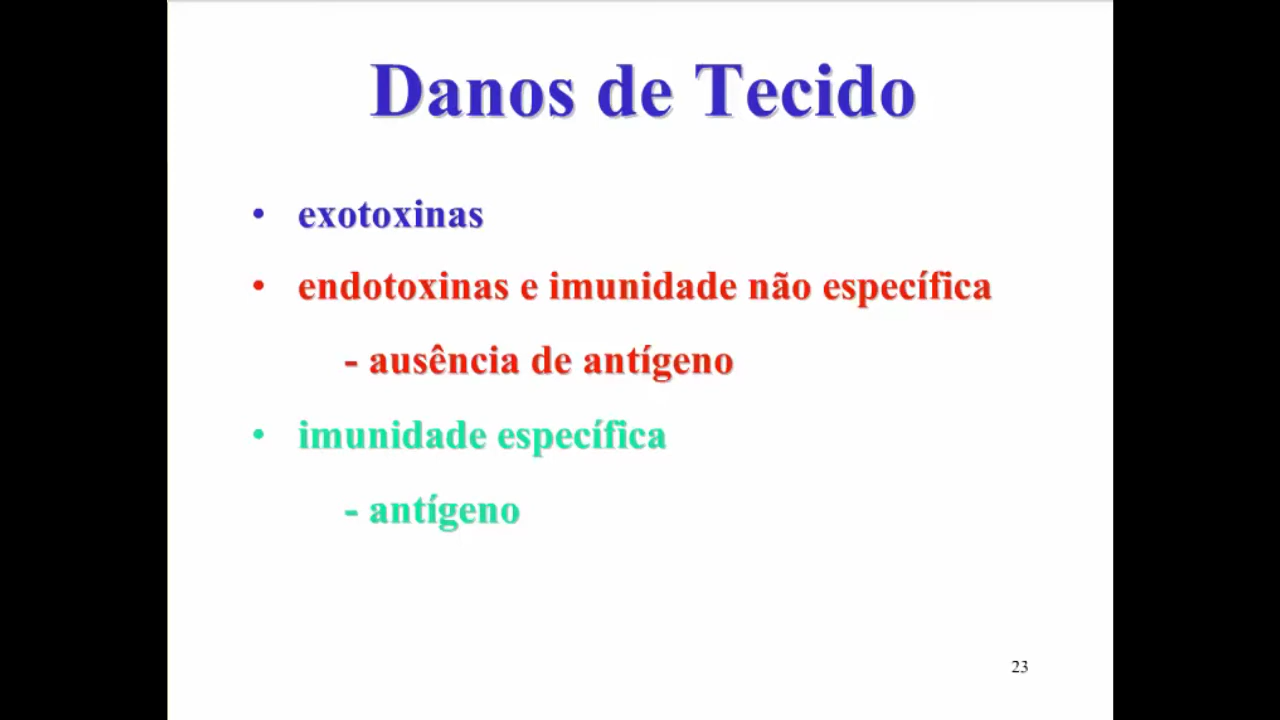 Danos de Tecido
• exotoxinas
• endotoxinas e imunidade não específica
- ausência de antígeno
• imunidade específica
- antígeno
23